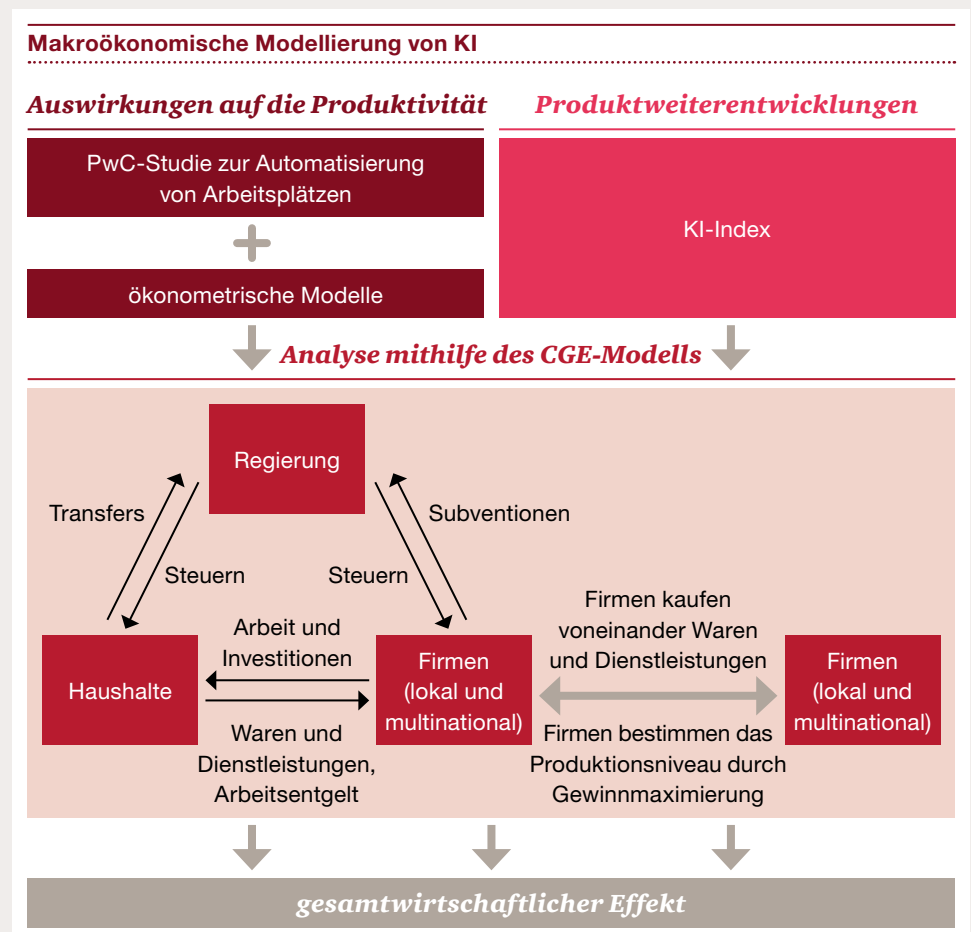 Makroökonomische Modellierung von KI
Auswirkungen auf die Produktivität
Produktweiterentwicklungen
PwC-Studie zur Automatisierung
von Arbeitsplätzen
ökonometrische Modelle
KI-Index
Analyse mithilfe des CGE-Modells
Regierung
Transfers
Steuern
Subventionen
Steuern
Haushalte
Arbeit und
Investitionen
Waren und
Dienstleistungen,
Arbeitsentgelt
Firmen
(lokal und
multinational)
Firmen kaufen
voneinander Waren
und Dienstleistungen
Firmen bestimmen das
Produktionsniveau durch
Gewinnmaximierung
Firmen
(lokal und
multinational)
gesamtwirtschaftlicher Effekt